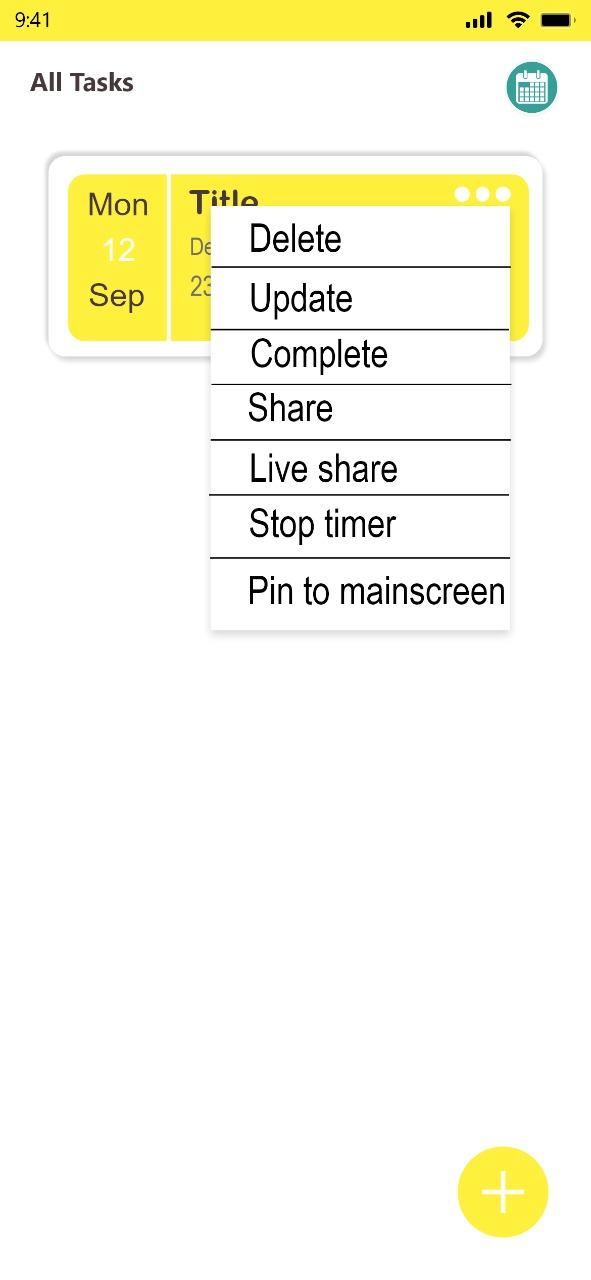 9:41
All Tasks
Mon
12
Sep
Title
Delete
Update
Complete
Share
Live share
Stop timer
Pin to mainscreen